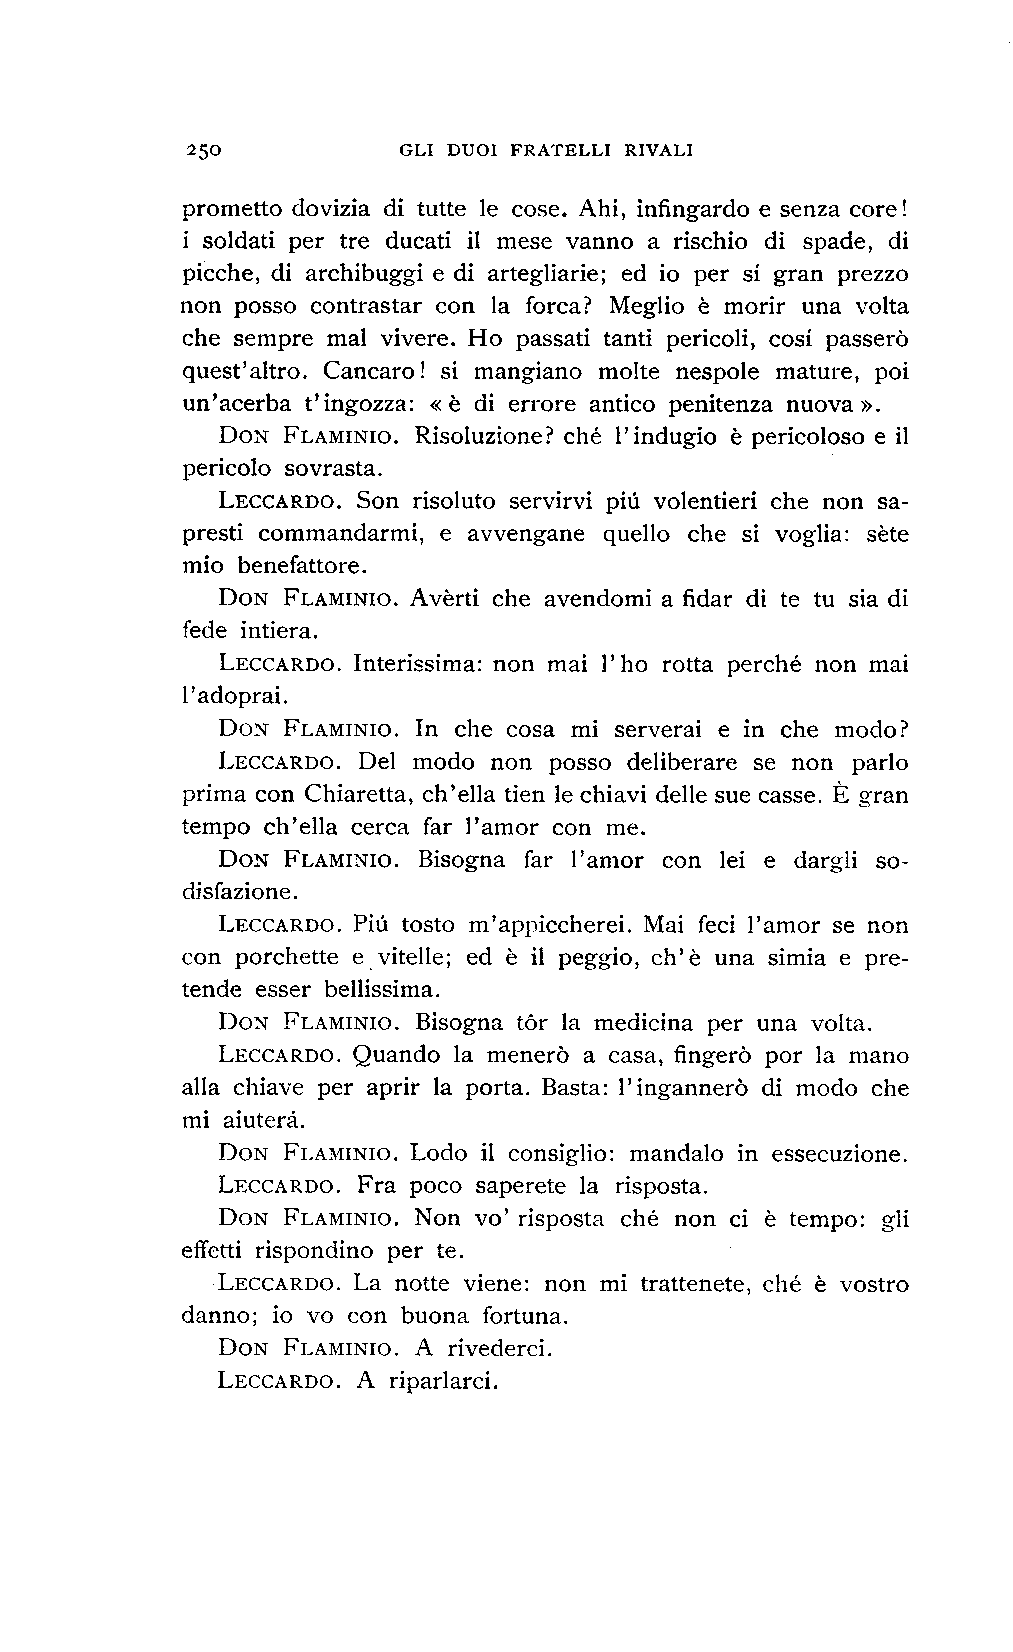 250 GLI DUOI FRATELLI RIVALI
prometto dovizia di tutte le cose. Ahi, infingardo e senza core!
i soldati per tre ducati il mese vanno a rischio di spade, di
picche, di archibuggi e di artegliarie; ed io per sí gran prezzo
non posso contrastar con la forca? Meglio è morir una volta
che sempre mal vivere. Ho passati tanti pericoli, cosí passerò
quest'altro. Cancaro! si mangiano molte nespole mature, poi
un'acerba t'ingozza: «è di errore antico penitenza nuova».
DON FLAMINIO. Risoluzione? ché l'indugio è pericoloso e il
pericolo sovrasta.
LECCARDO. Son risoluto servirvi piú volentieri che non sa-
presti commandarmi, e avvengane quello che si voglia: sète
mio benefattore.
DON FLAMINIO. Avèrti che avendomi a fidar di te tu sia di
fede intiera.
LECCARDO. Interissima: non mai l'ho rotta perché non mai
l'adoprai.
DON FLAMINIO. In che cosa mi serverai e in che modo?
LECCARDO. Del modo non posso deliberare se non parlo
prima con Chiaretta, ch'ella tien le chiavi delle sue casse. È gran
tempo ch'ella cerca far l'amor con me.
DON FLAMINIO. Bisogna far l'amor con lei e dargli so-
disfazione.
LECCARDO. Piú tosto m'appiccherei. Mai feci l'amor se non
con porchette e vitelle; ed è il peggio, ch'è una simia e pre-
tende esser bellissima.
DON FLAMINIO. Bisogna tôr la medicina per una volta.
LECCARDO. Quando la menerò a casa, fingerò por la mano
alla chiave per aprir la porta. Basta: l'ingannerò di modo che
mi aiuterá.
DON FLAMINIO. Lodo il consiglio: mandalo in essecuzione.
LECCARDO. Fra poco saperete la risposta.
DON FLAMINIO. Non vo' risposta ché non ci è tempo: gli
effetti rispondino per te.
LECCARDO. La notte viene: non mi trattenete, ché è vostro
danno; io vo con buona fortuna.
DON FLAMINIO. A rivederci.
LECCARDO. A riparlarci.